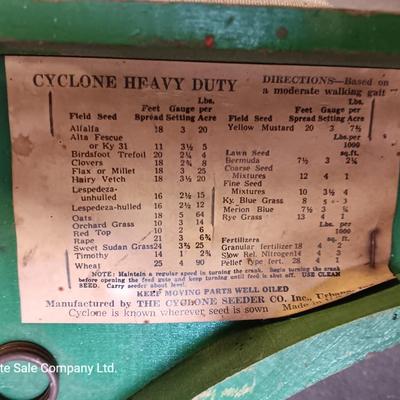 CYCLONE HEAVY DUTY
DIRECTIONS—Based on
a moderate walking gait
Field Seed Feet Spread Gauge Setting Lbs. per Acre
Alfalfa 18 3 20
Alta Fescue
or Ky 31 11 3½ 5
Birdsfoot Trefoil 20 2¾ 4
Clovers 18 2¾ 8
Flax or Millet 18 3 15
Hairy Vetch 18 3½ 20
Lespedeza-
unhulled 16 2½ 15
Lespedeza-hulled 16 2½ 12
Oats 18 5 64
Orchard Grass 10 3 14
Red Top 10 2 6
Rape 21 3
Sweet Sudan Grass 24 3¾ 25
Timothy 14 1
Wheat 25 4 90
Field Seed Feet Spread Gauge Setting Lbs. per Acre
Yellow Mustard 20 3 7½
Lbs.per
1000
Lawn Seed sq.ft.
Bermuda 7½ 3
Coarse Seed
Mixtures 12 4 1
Fine Seed
Mixtures 10 3½ 4
Ky. Blue Grass 8
Merion Blue 7½ 3
Rye Grass 13 4 1
Lbs. per
1000
Fertilizers sq. ft.
Granular fertilizer 18 4 2
Slow Rel. Nitrogen 14 4 3
Pellet Type fert. 28 4 1
NOTE: Maintain a regular speed in turning the crank. Begin turning the crank
before opening the feed gate and keep turning until feed is shut off. USE CLEAN
SEED. Carry seeder about level.
KEEP MOVING PARTS WELL OILED
Manufactured by THE CYCLONE SEEDER CO. Inc., Urbana,
Cyclone is known wherever seed is sown Made in
te Sale Company Ltd.